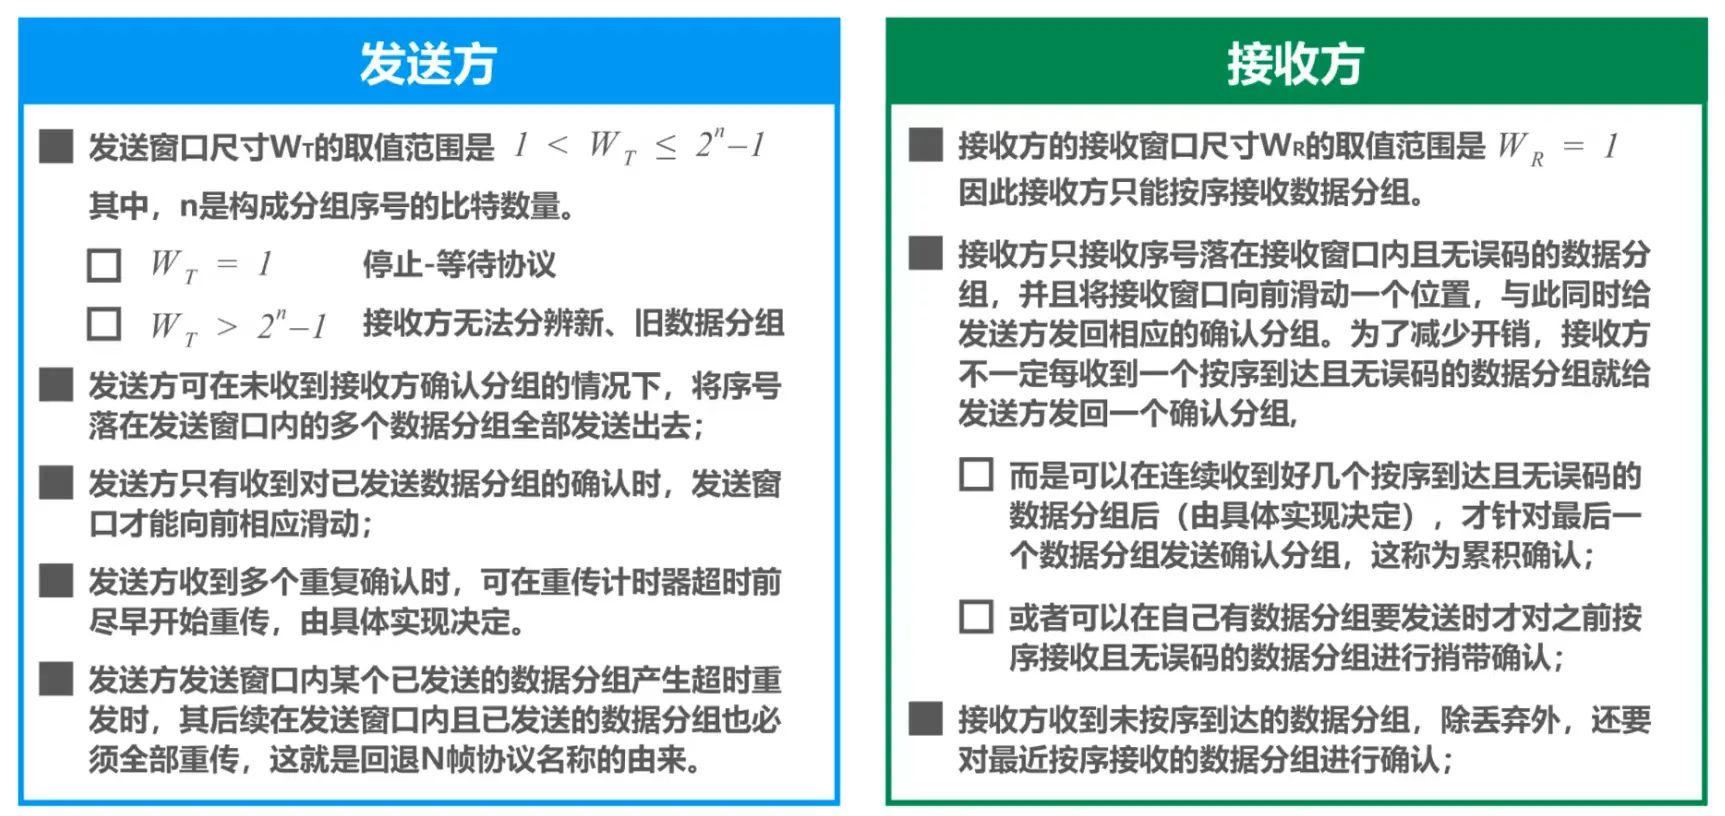 发送方
发送窗口尺寸WT的取值范围是 1 < W_T ≤ 2^n–1
其中，n是构成分组序号的比特数量。
W_T = 1 停止-等待协议
W_T > 2^n–1 接收方无法分辨新、旧数据分组
发送方可在未收到接收方确认分组的情况下，将序号
落在发送窗口内的多个数据分组全部发送出去；
发送方只有收到对已发送数据分组的确认时，发送窗
口才能向前相应滑动；
发送方收到多个重复确认时，可在重传计时器超时前
尽早开始重传，由具体实现决定。
发送方发送窗口内某个已发送的数据分组产生超时重
发时，其后续在发送窗口内且已发送的数据分组也必
须全部重传，这就是回退N帧协议名称的由来。
接收方
接收方的接收窗口尺寸WR的取值范围是 W_R = 1
因此接收方只能按序接收数据分组。
接收方只接收序号落在接收窗口内且无误码的数据分
组，并且将接收窗口向前滑动一个位置，与此同时给
发送方发回相应的确认分组。为了减少开销，接收方
不一定每收到一个按序到达且无误码的数据分组就给
发送方发回一个确认分组,
而是可以在连续收到好几个按序到达且无误码的
数据分组后（由具体实现决定），才针对最后一
个数据分组发送确认分组，这称为累积确认；
或者可以在自己有数据分组要发送时才对之前按
序接收且无误码的数据分组进行捎带确认；
接收方收到未按序到达的数据分组，除丢弃外，还要
对最近按序接收的数据分组进行确认；